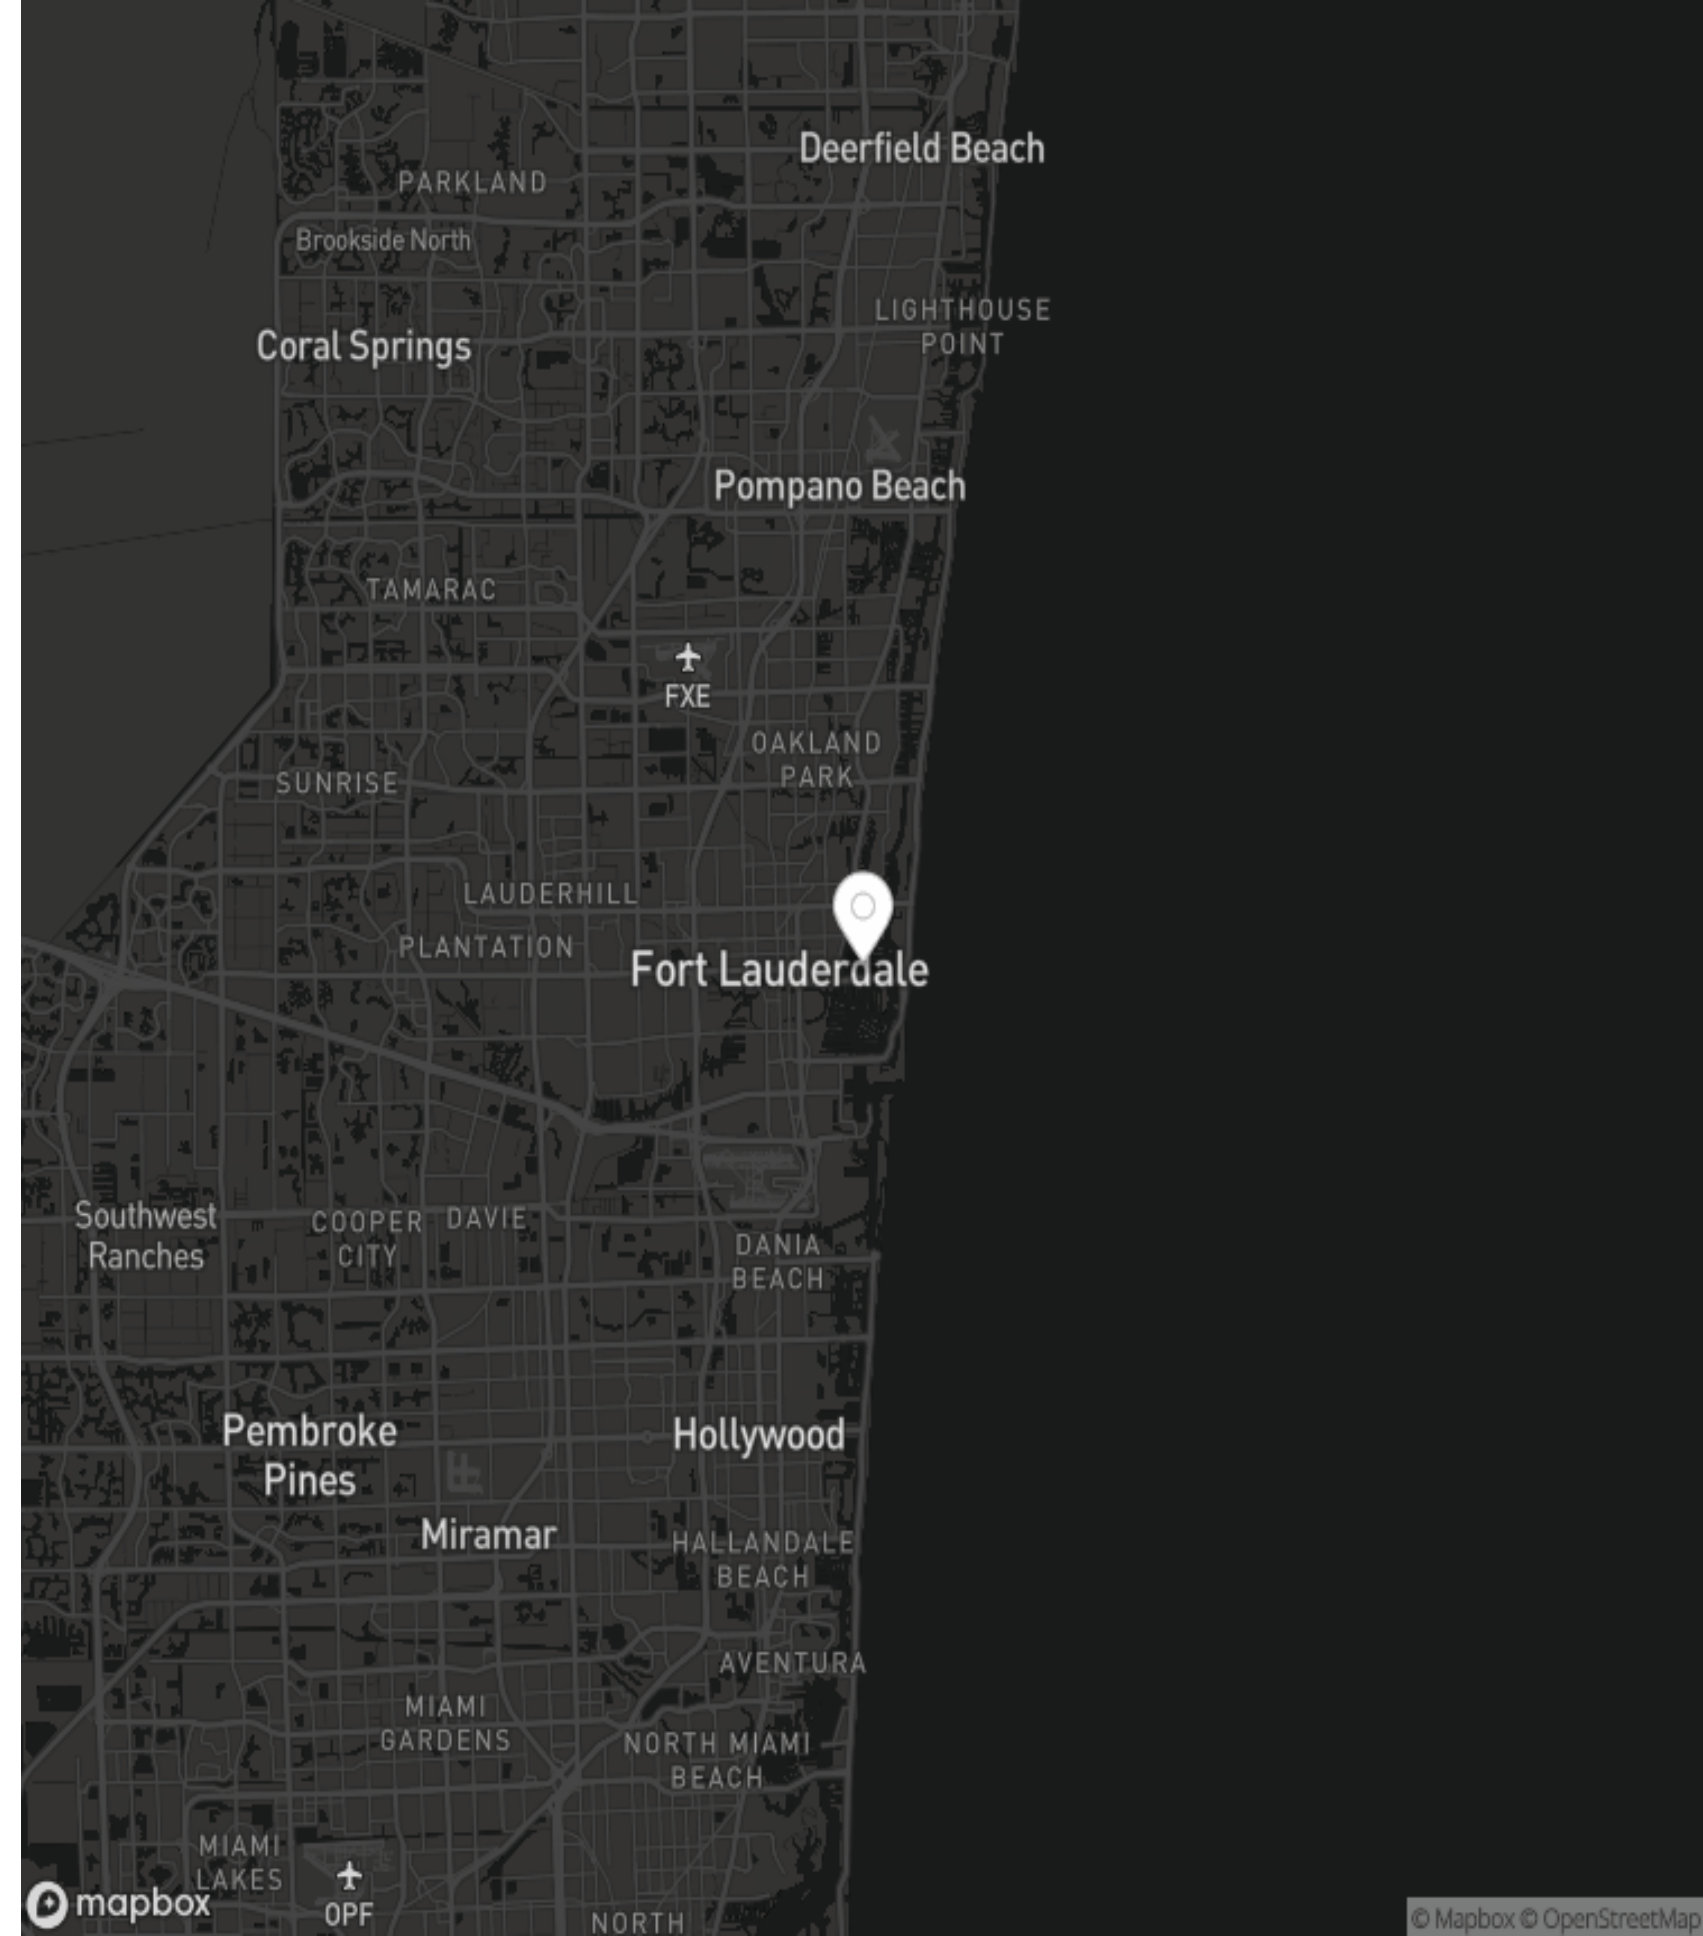 Deerfield Beach
PARKLAND
Brookside North
LIGHTHOUSE
POINT
Coral Springs
Pompano Beach
TAMARAC
FXE
OAKLAND
PARK
SUNRISE
LAUDERHILL
PLANTATION
Fort Lauderdale
Southwest
Ranches
COOPER
CITY
DAVIE
DANIA
BEACH
Pembroke
Pines
Hollywood
Miramar
HALLANDALE
BEACH
AVENTURA
MIAMI
GARDENS
NORTH MIAMI
BEACH
MIAMI
LAKES
mapbox
OPF
NORTH
© Mapbox © OpenStreetMap